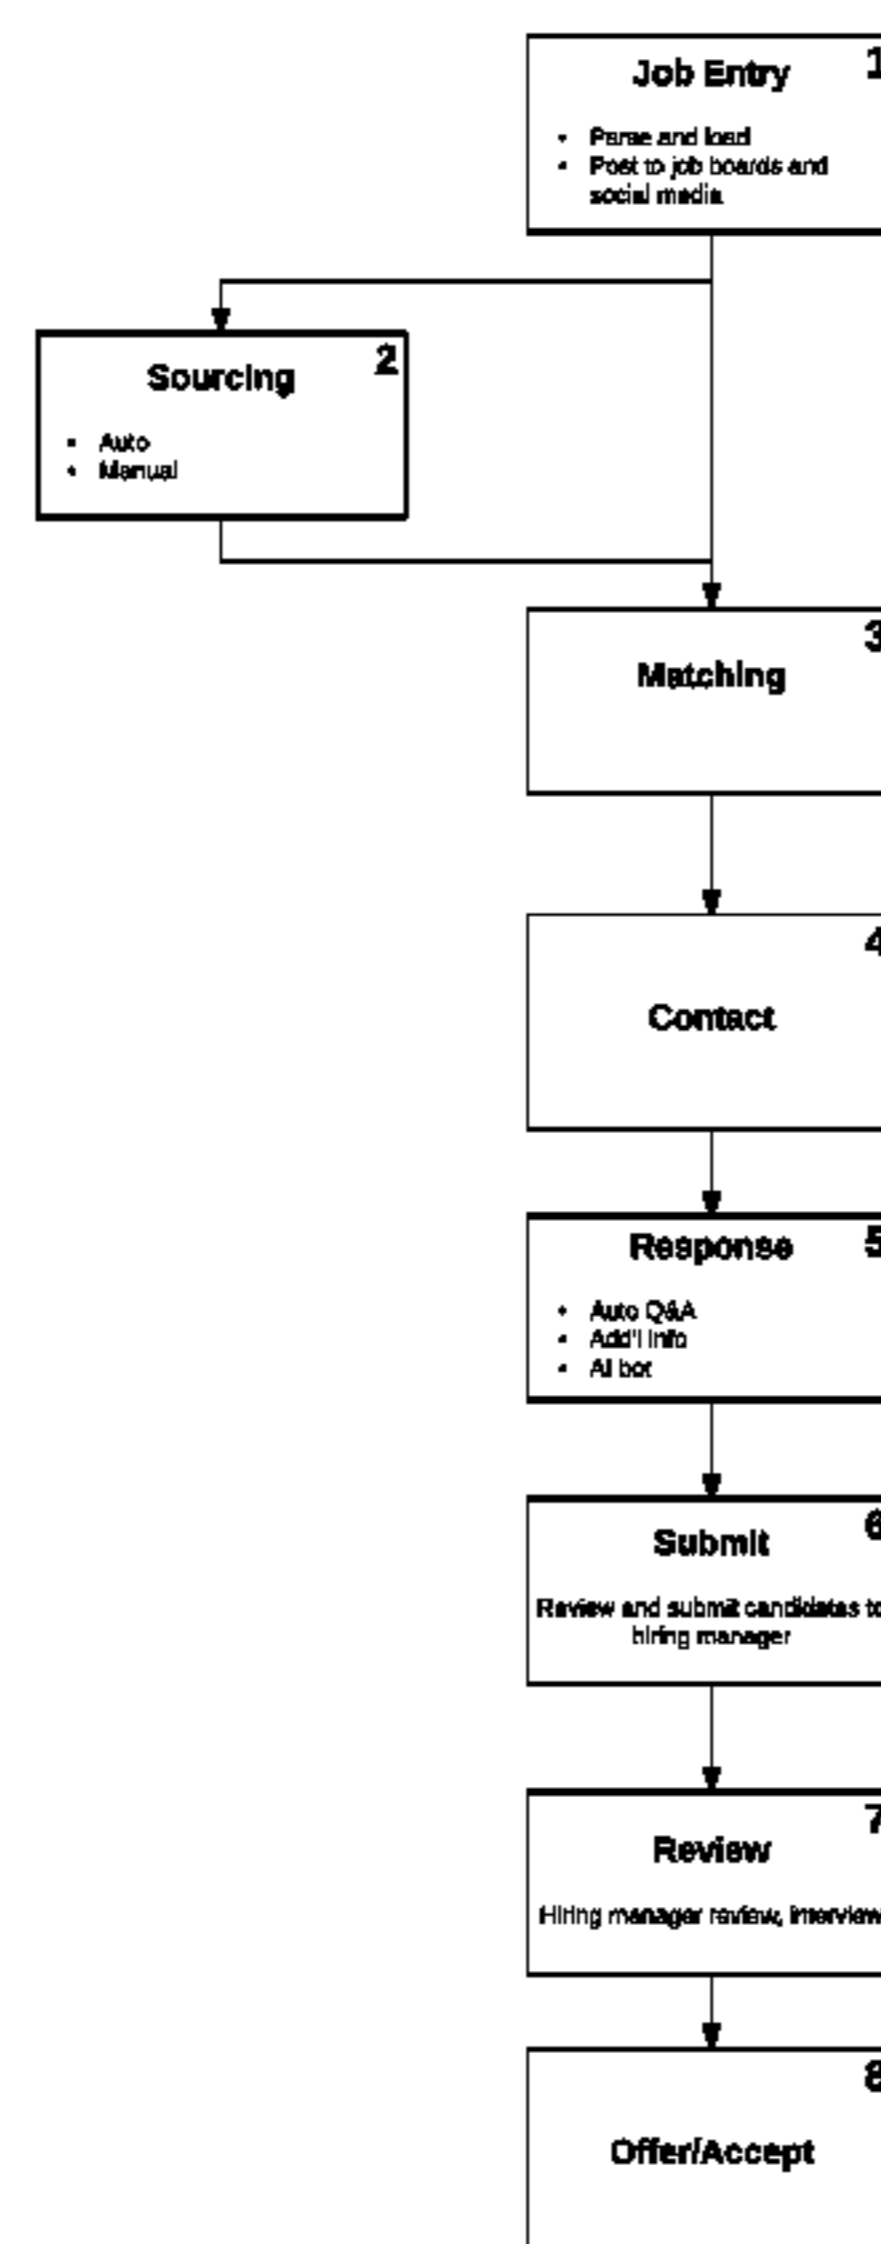 1
Job Entry
• Parse and load
• Post to job boards and
social media
2
Sourcing
• Auto
• Manual
3
Matching
4
Contact
5
Response
• Auto Q&A
• Add'l info
• AI bot
6
Submit
Review and submit candidates to
hiring manager
7
Review
Hiring manager review, interview
8
Offer/Accept